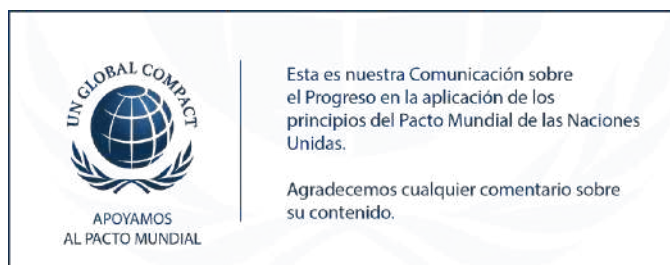 UN GLOBAL COMPACT
APOYAMOS
AL PACTO MUNDIAL
Esta es nuestra Comunicación sobre
el Progreso en la aplicación de los
principios del Pacto Mundial de las Naciones
Unidas.
Agradecemos cualquier comentario sobre
su contenido.